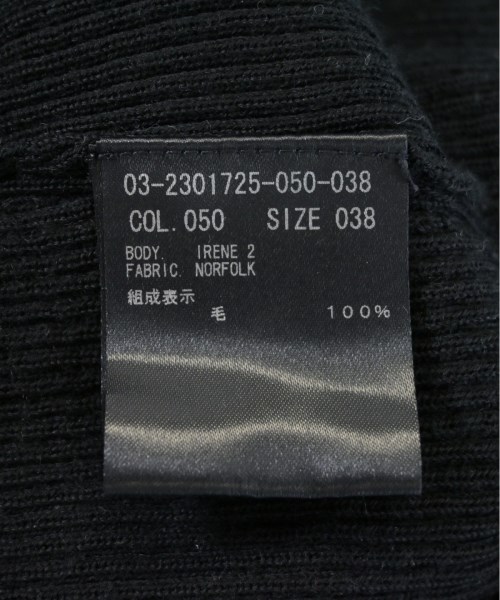 03-2301725-050-038
COL. 050 SIZE 038
BODY. IRENE 2
FABRIC. NORFOLK
組成表示
毛 100%